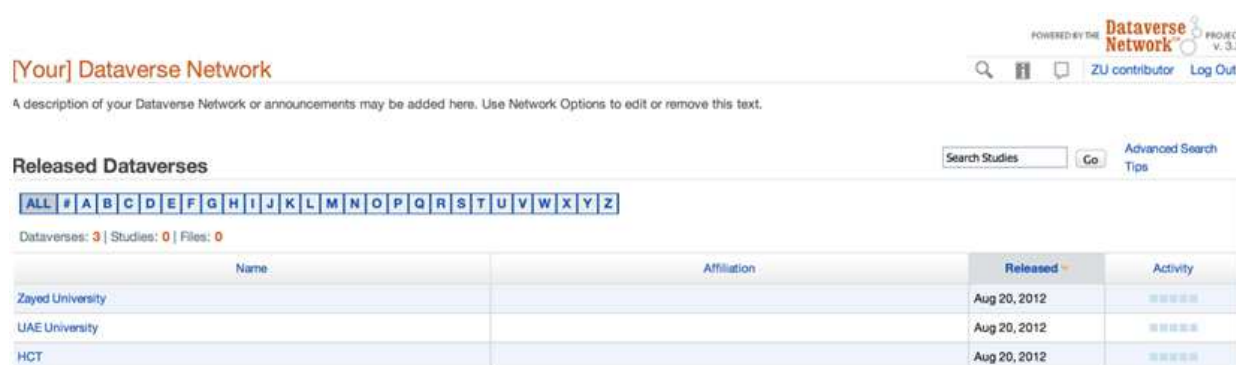 POWERED BY THE Dataverse Network™ PROJEC
v. 3.
[Your] Dataverse Network
ZU contributor Log Out
A description of your Dataverse Network or announcements may be added here. Use Network Options to edit or remove this text.
Released Dataverses
Search Studies Go Advanced Search
Tips
ALL # A B C D E F G H I J K L M N O P Q R S T U V W X Y Z
Dataverses: 3 | Studies: 0 | Files: 0
Name Affiliation Released Activity
Zayed University Aug 20, 2012
UAE University Aug 20, 2012
HCT Aug 20, 2012